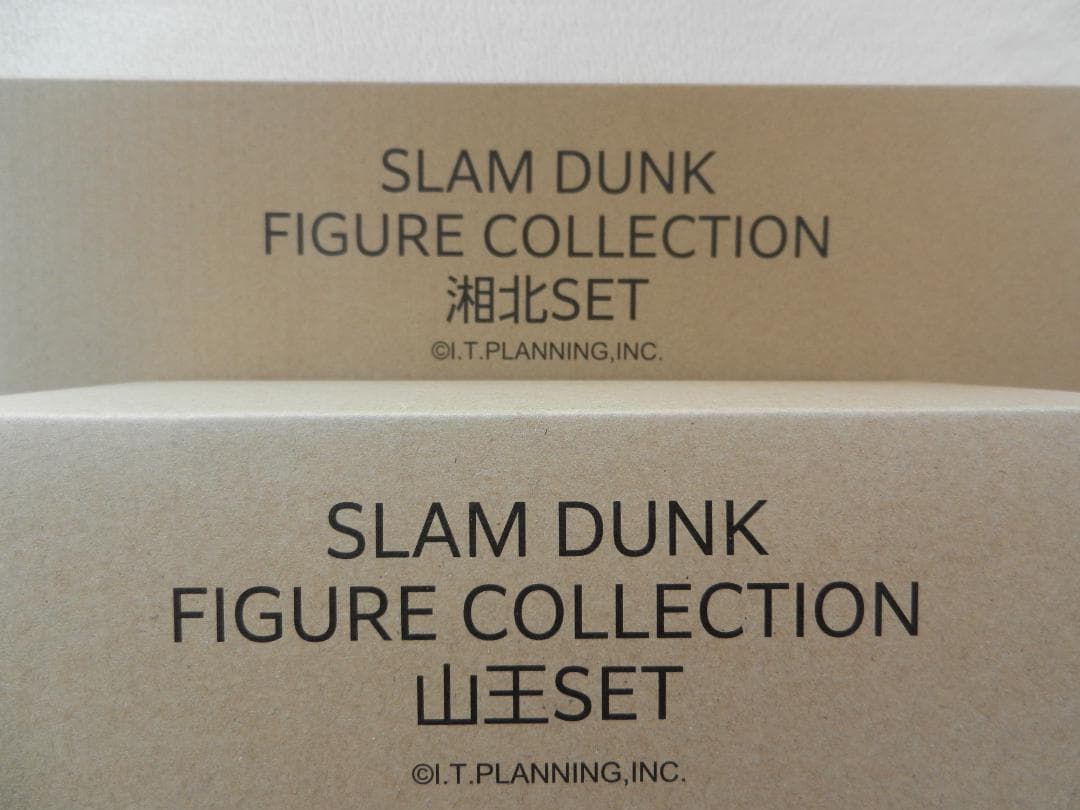 SLAM DUNK
FIGURE COLLECTION
湘北SET
©I.T.PLANNING,INC.
SLAM DUNK
FIGURE COLLECTION
山王SET
©I.T.PLANNING,INC.